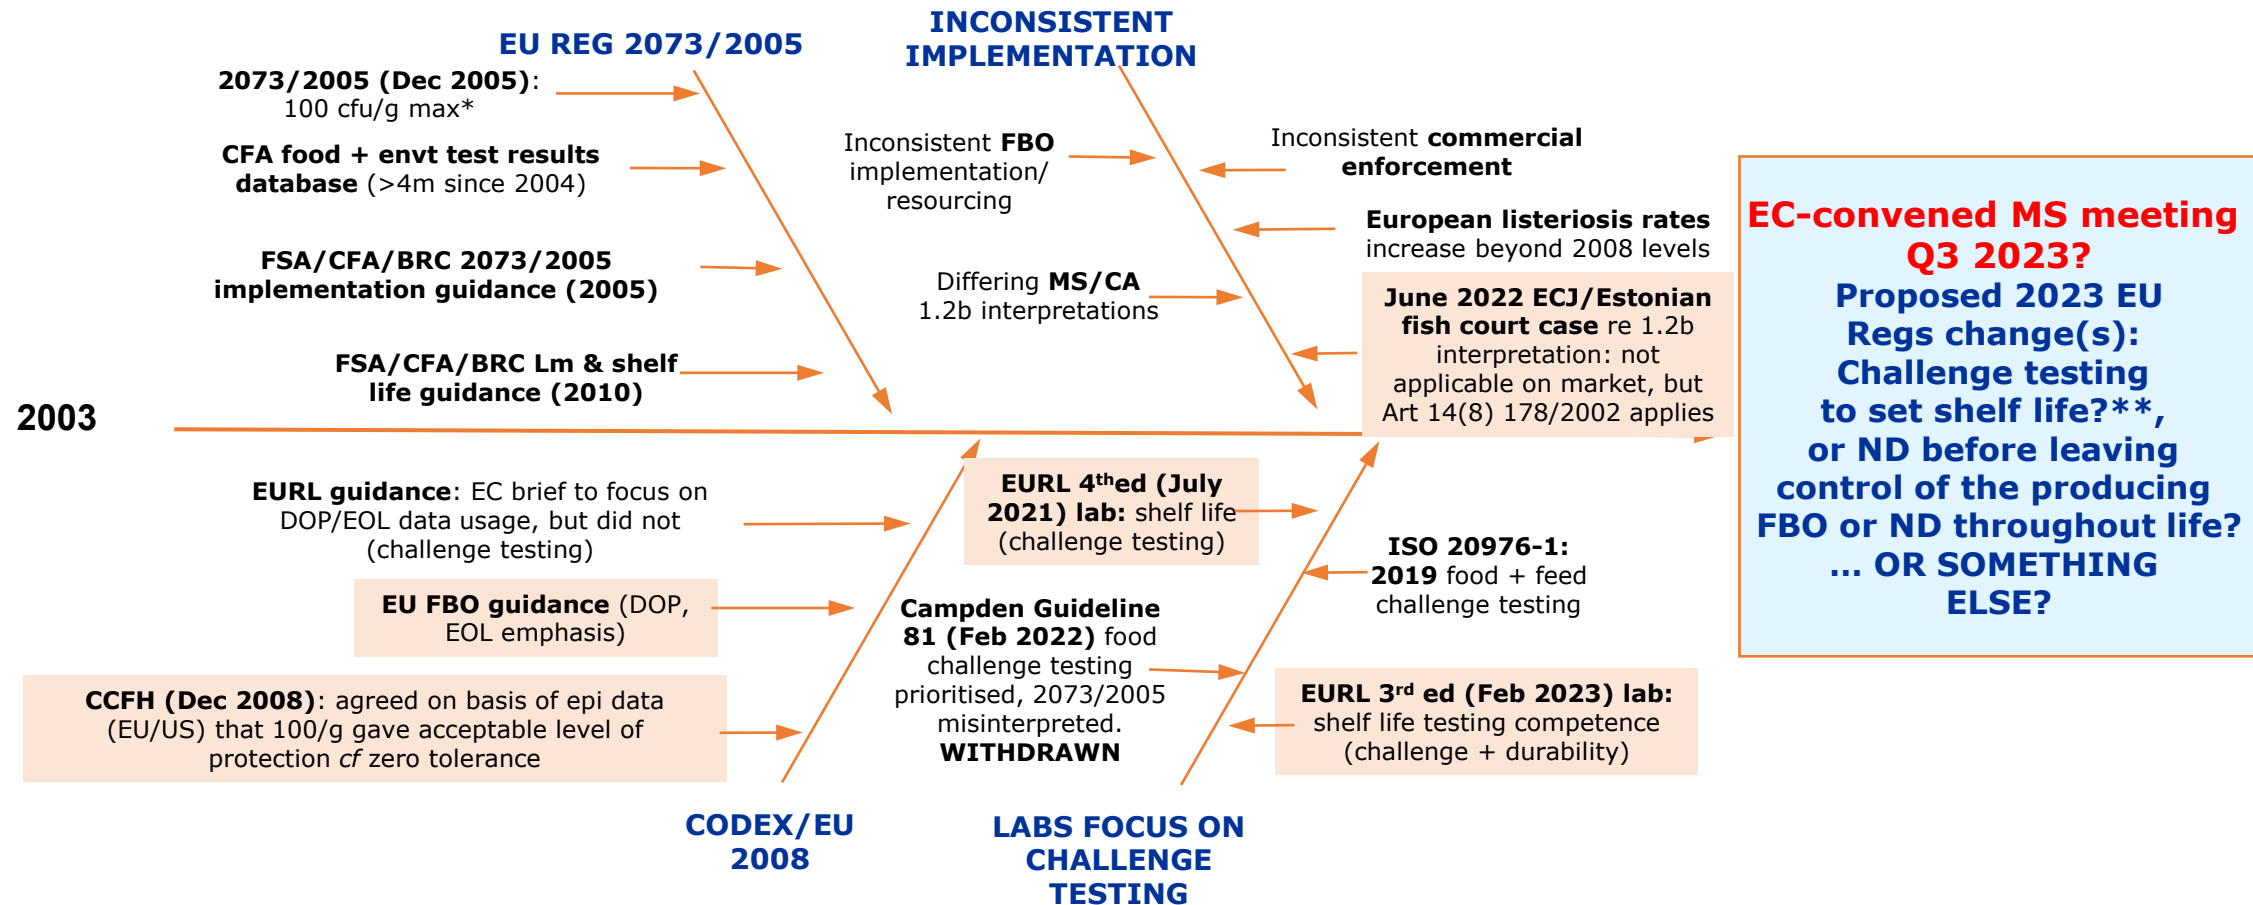 EU REG 2073/2005
2073/2005 (Dec 2005):
100 cfu/g max*
CFA food + envt test results
database (>4m since 2004)
FSA/CFA/BRC 2073/2005
implementation guidance (2005)
FSA/CFA/BRC Lm & shelf
life guidance (2010)
INCONSISTENT
IMPLEMENTATION
Inconsistent FBO
implementation/
resourcing
Differing MS/CA
1.2b interpretations
Inconsistent commercial
enforcement
European listeriosis rates
increase beyond 2008 levels
June 2022 ECJ/Estonian
fish court case re 1.2b
interpretation: not
applicable on market, but
Art 14(8) 178/2002 applies
2003
EURL guidance: EC brief to focus on
DOP/EOL data usage, but did not
(challenge testing)
EU FBO guidance (DOP,
EOL emphasis)
CCFH (Dec 2008): agreed on basis of epi data
(EU/US) that 100/g gave acceptable level of
protection cf zero tolerance
CODEX/EU
2008
EURL 4th ed (July
2021) lab: shelf life
(challenge testing)
Campden Guideline
81 (Feb 2022) food
challenge testing
prioritised, 2073/2005
misinterpreted.
WITHDRAWN
ISO 20976-1:
2019 food + feed
challenge testing
EURL 3rd ed (Feb 2023) lab:
shelf life testing competence
(challenge + durability)
LABS FOCUS ON
CHALLENGE
TESTING
EC-convened MS meeting
Q3 2023?
Proposed 2023 EU
Regs change(s):
Challenge testing
to set shelf life?**,
or ND before leaving
control of the producing
FBO or ND throughout life?
... OR SOMETHING
ELSE?